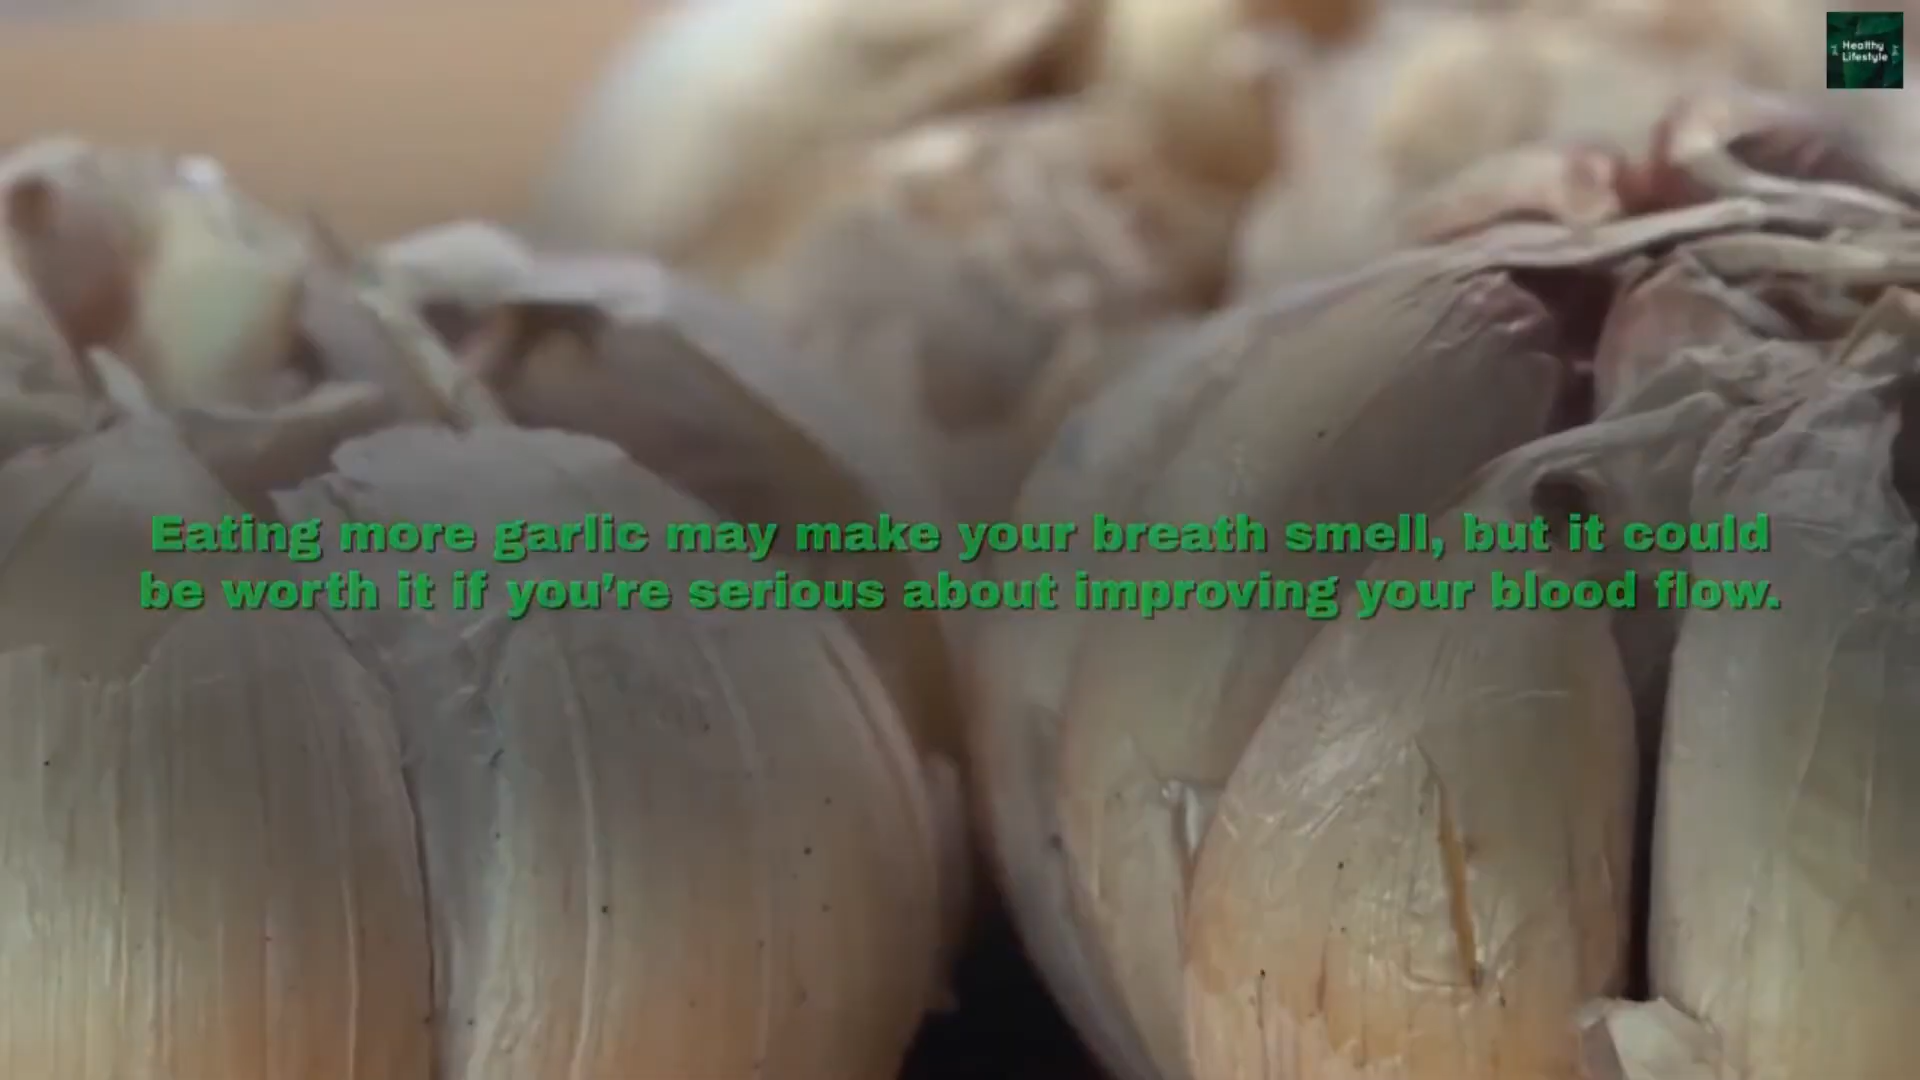 Healthy
Lifestyle
Eating more garlic may make your breath smell, but it could
be worth it if you’re serious about improving your blood flow.